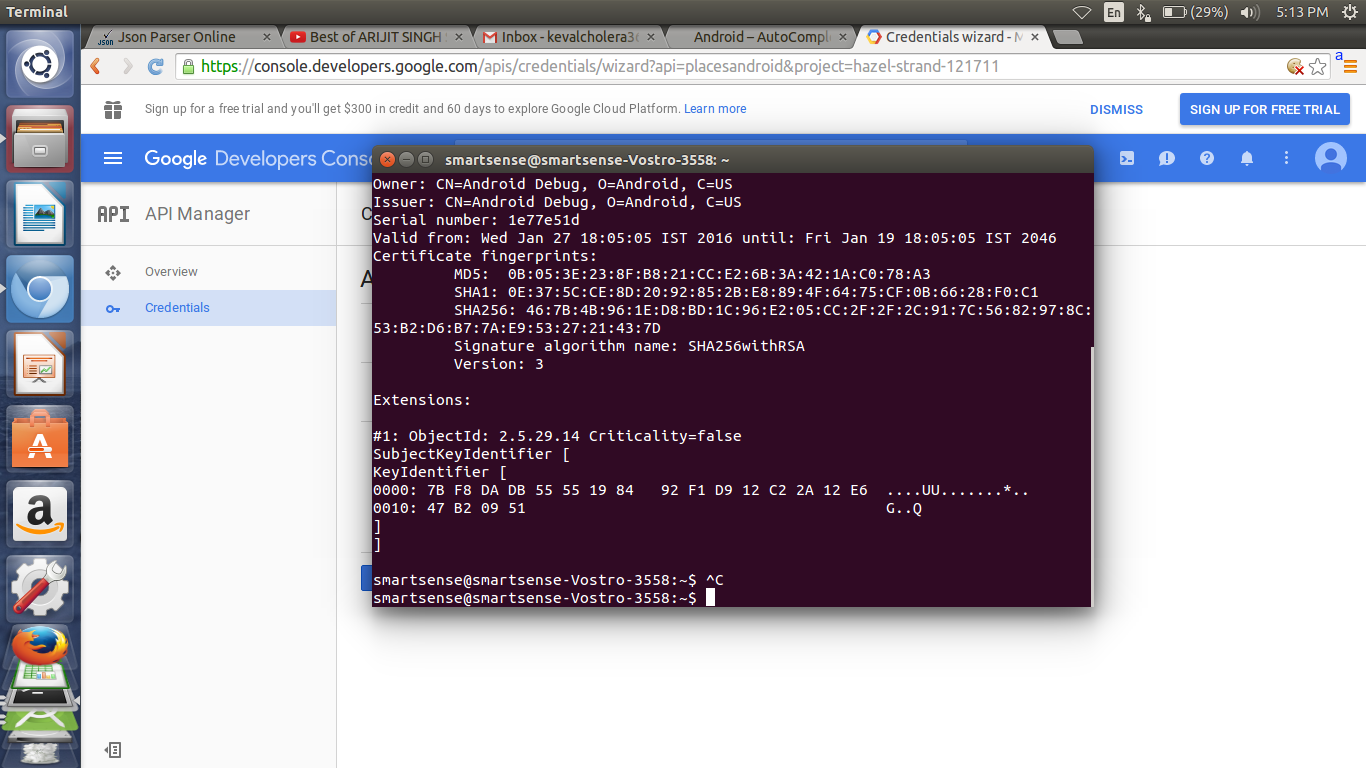 Terminal
En
(29%)
5:13 PM
Json Parser Online
Best of ARIJIT SINGH
Inbox - kevalcholera3
Android – AutoComple
Credentials wizard - M
https://console.developers.google.com/apis/credentials/wizard?api=placesandroid&project=hazel-strand-121711
a
Sign up for a free trial and you'll get $300 in credit and 60 days to explore Google Cloud Platform. Learn more
DISMISS
SIGN UP FOR FREE TRIAL
Google Developers Conso
smartsense@smartsense-Vostro-3558: ~
API API Manager
Overview
Credentials
Owner: CN=Android Debug, O=Android, C=US
Issuer: CN=Android Debug, O=Android, C=US
Serial number: 1e77e51d
Valid from: Wed Jan 27 18:05:05 IST 2016 until: Fri Jan 19 18:05:05 IST 2046
Certificate fingerprints:
MD5: 0B:05:3E:23:8F:B8:21:CC:E2:6B:3A:42:1A:C0:78:A3
SHA1: 0E:37:5C:CE:8D:20:92:85:2B:E8:89:4F:64:75:CF:0B:66:28:F0:C1
SHA256: 46:7B:4B:96:1E:D8:BD:1C:96:E2:05:CC:2F:2F:2C:91:7C:56:82:97:8C:
53:B2:D6:B7:7A:E9:53:27:21:43:7D
Signature algorithm name: SHA256withRSA
Version: 3
Extensions:
#1: ObjectId: 2.5.29.14 Criticality=false
SubjectKeyIdentifier [
KeyIdentifier [
0000: 7B F8 DA DB 55 55 19 84 92 F1 D9 12 C2 2A 12 E6 ....UU.......*..
0010: 47 B2 09 51 G..Q
]
]
smartsense@smartsense-Vostro-3558:~$ ^C
smartsense@smartsense-Vostro-3558:~$